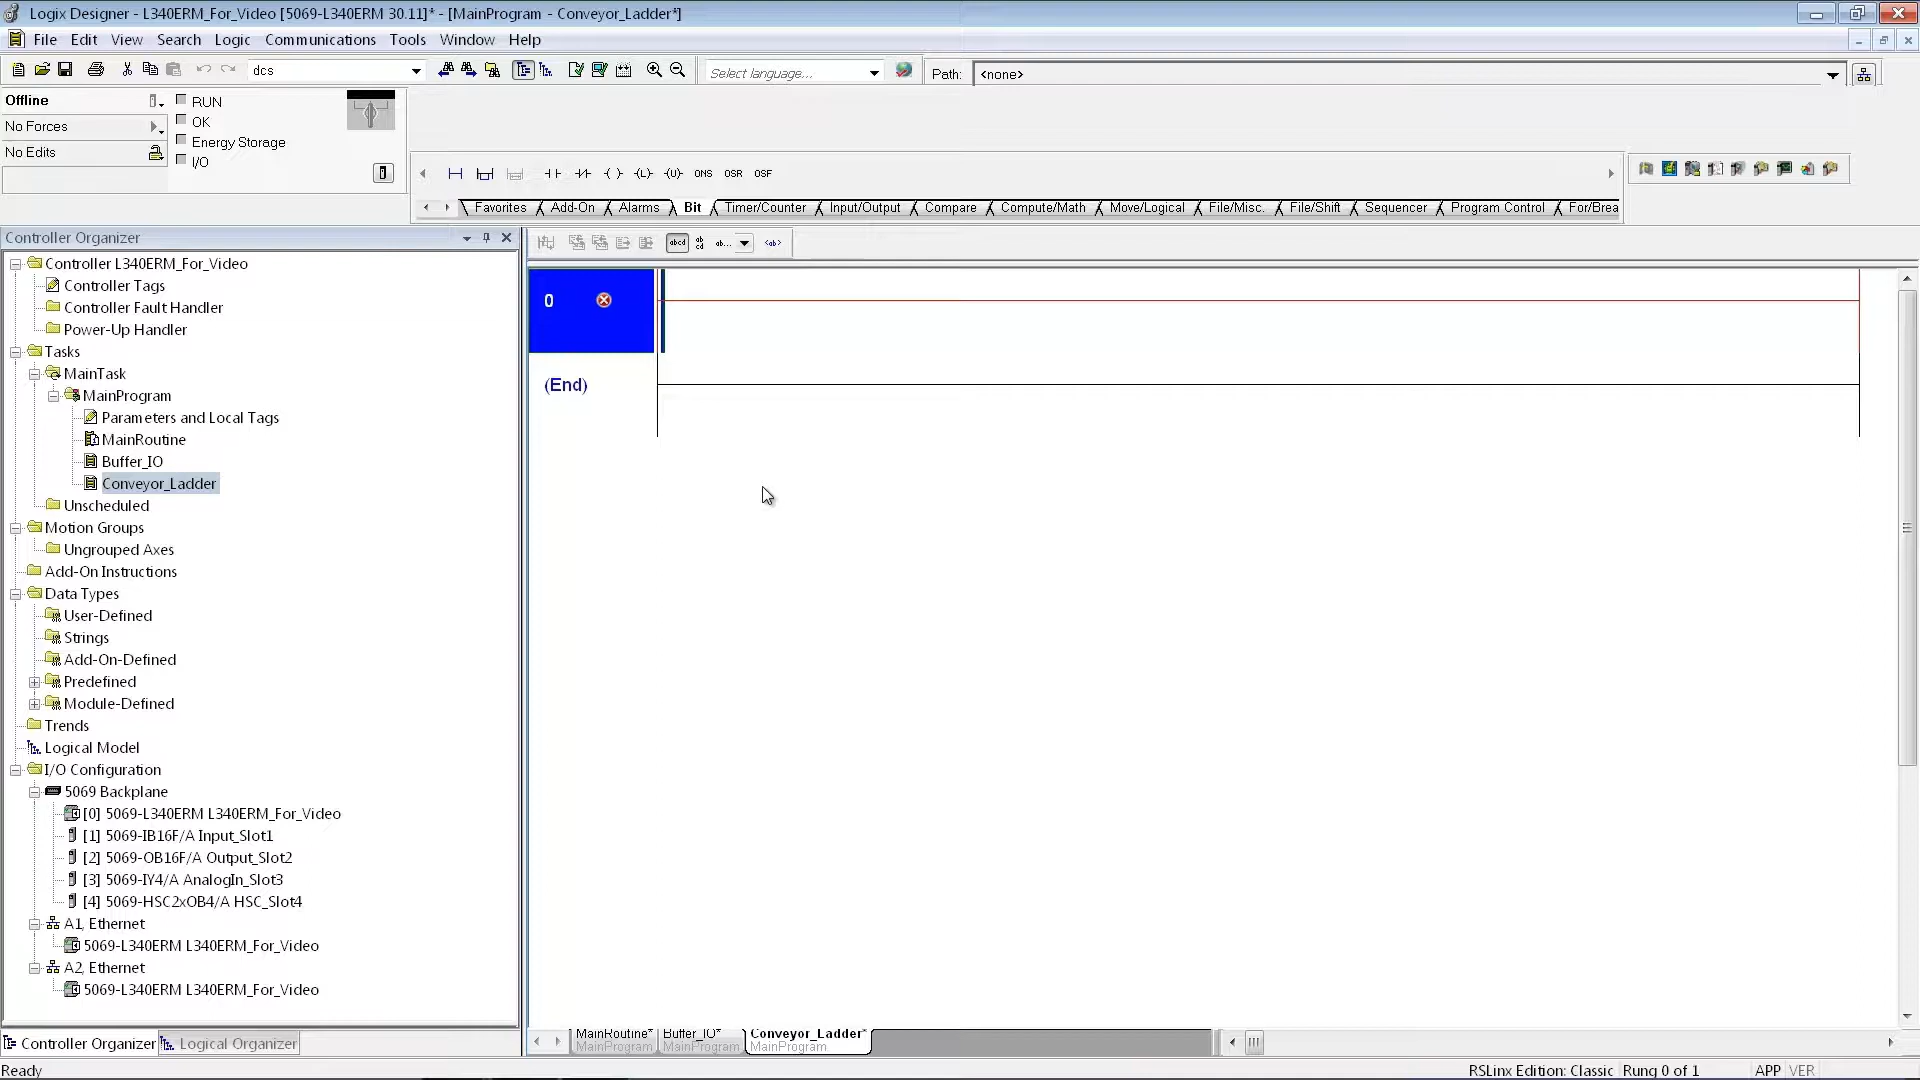 Logix Designer - L340ERM_For_Video [5069-L340ERM 30.11]* - [MainProgram - Conveyor_Ladder*]
File Edit View Search Logic Communications Tools Window Help
dcs
Select language...
Path: <none>
Offline
RUN
No Forces
OK
No Edits
Energy Storage
I/O
(L) (U) ONS OSR OSF
Favorites Add-On Alarms Bit Timer/Counter Input/Output Compare Compute/Math Move/Logical File/Misc. File/Shift Sequencer Program Control For/Brea
Controller Organizer
abcd ab cd ab... <ab>
Controller L340ERM_For_Video
Controller Tags
Controller Fault Handler
Power-Up Handler
Tasks
MainTask
MainProgram
Parameters and Local Tags
MainRoutine
Buffer_IO
Conveyor_Ladder
Unscheduled
Motion Groups
Ungrouped Axes
Add-On Instructions
Data Types
User-Defined
Strings
Add-On-Defined
Predefined
Module-Defined
Trends
Logical Model
I/O Configuration
5069 Backplane
[0] 5069-L340ERM L340ERM_For_Video
[1] 5069-IB16F/A Input_Slot1
[2] 5069-OB16F/A Output_Slot2
[3] 5069-IY4/A AnalogIn_Slot3
[4] 5069-HSC2xOB4/A HSC_Slot4
A1, Ethernet
5069-L340ERM L340ERM_For_Video
A2, Ethernet
5069-L340ERM L340ERM_For_Video
0
(End)
Controller Organizer Logical Organizer
MainRoutine* Buffer_IO* Conveyor_Ladder*
MainProgram MainProgram MainProgram
Ready
RSLinx Edition: Classic Rung 0 of 1 APP VER